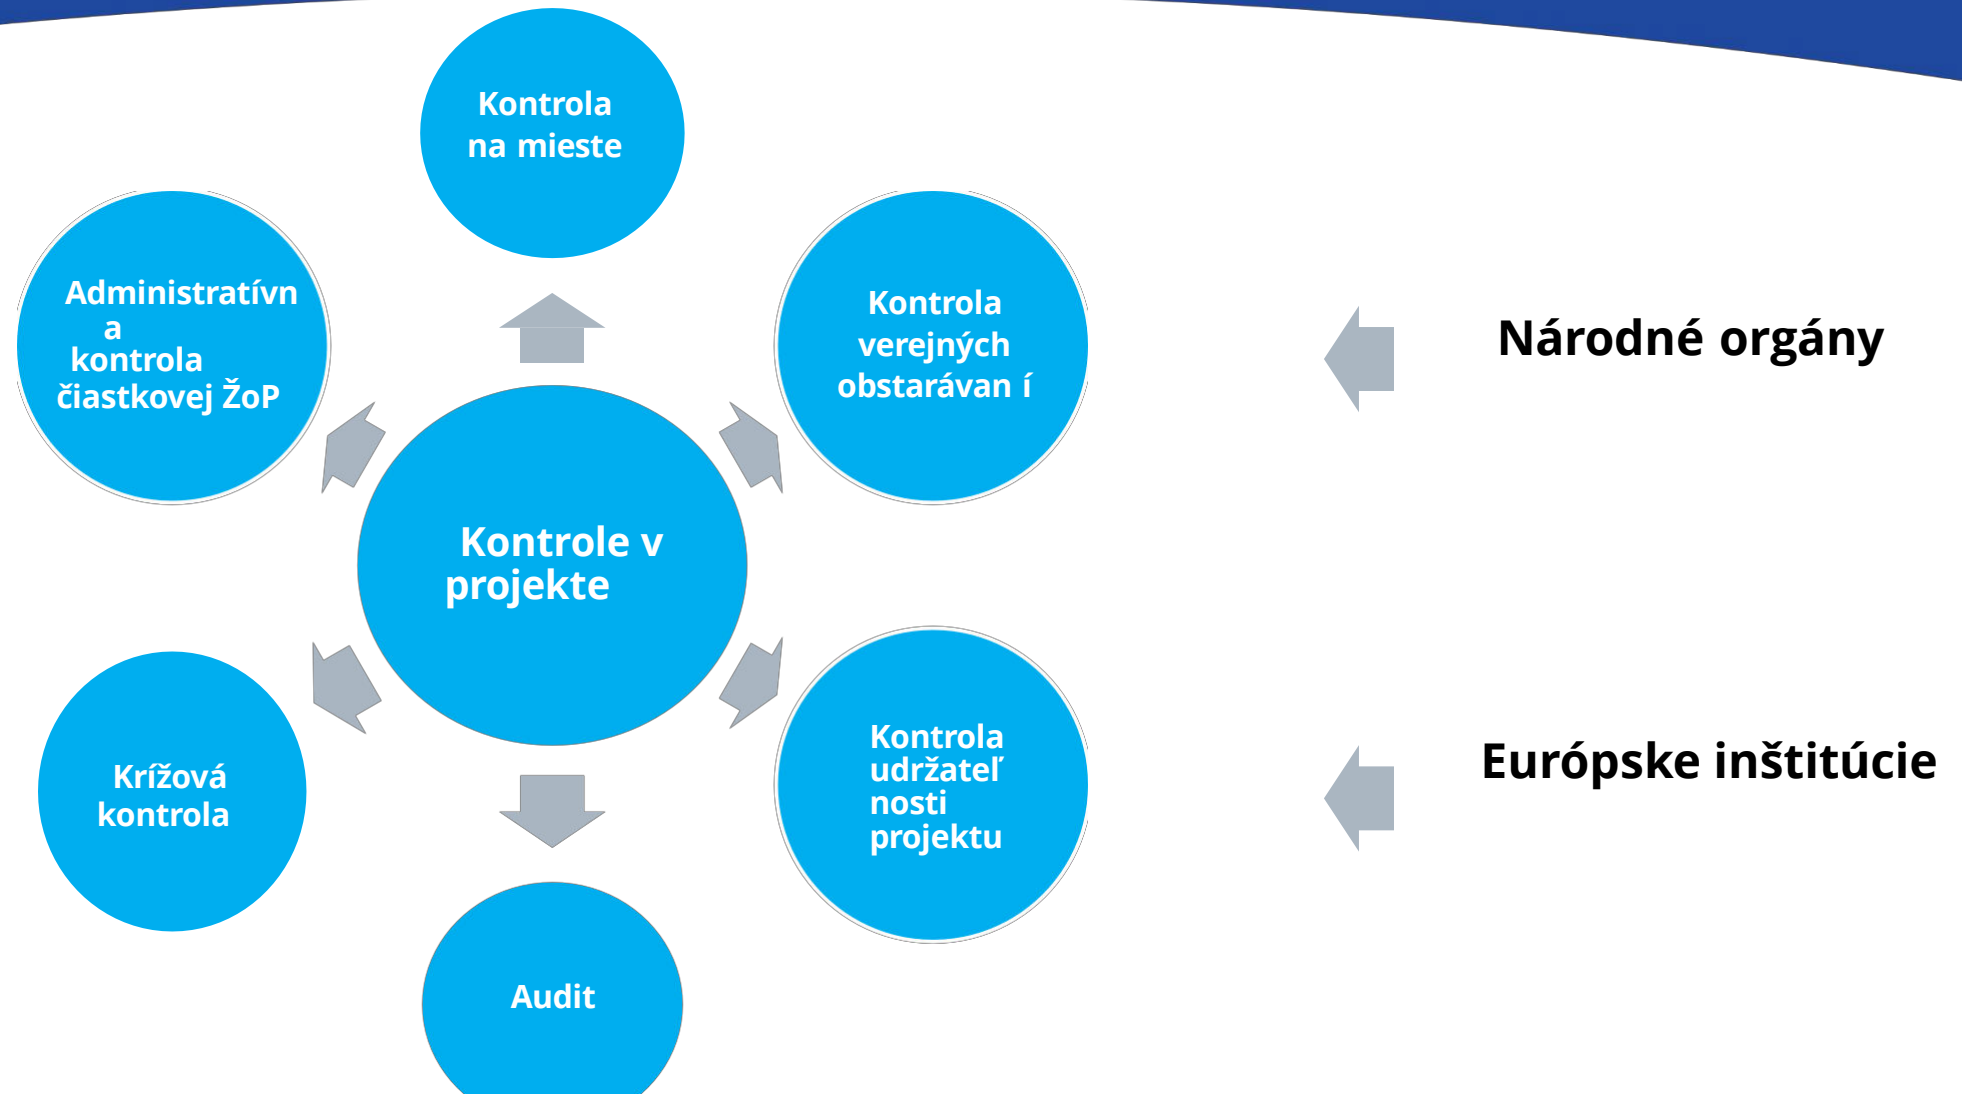 Kontrola
na mieste
Administratívn
a
kontrola
čiastkovej ŽoP
Kontrola
verejných
obstarávan í
Národné orgány
Kontrole v
projekte
Krížová
kontrola
Kontrola
udržateľ
nosti
projektu
Európske inštitúcie
Audit